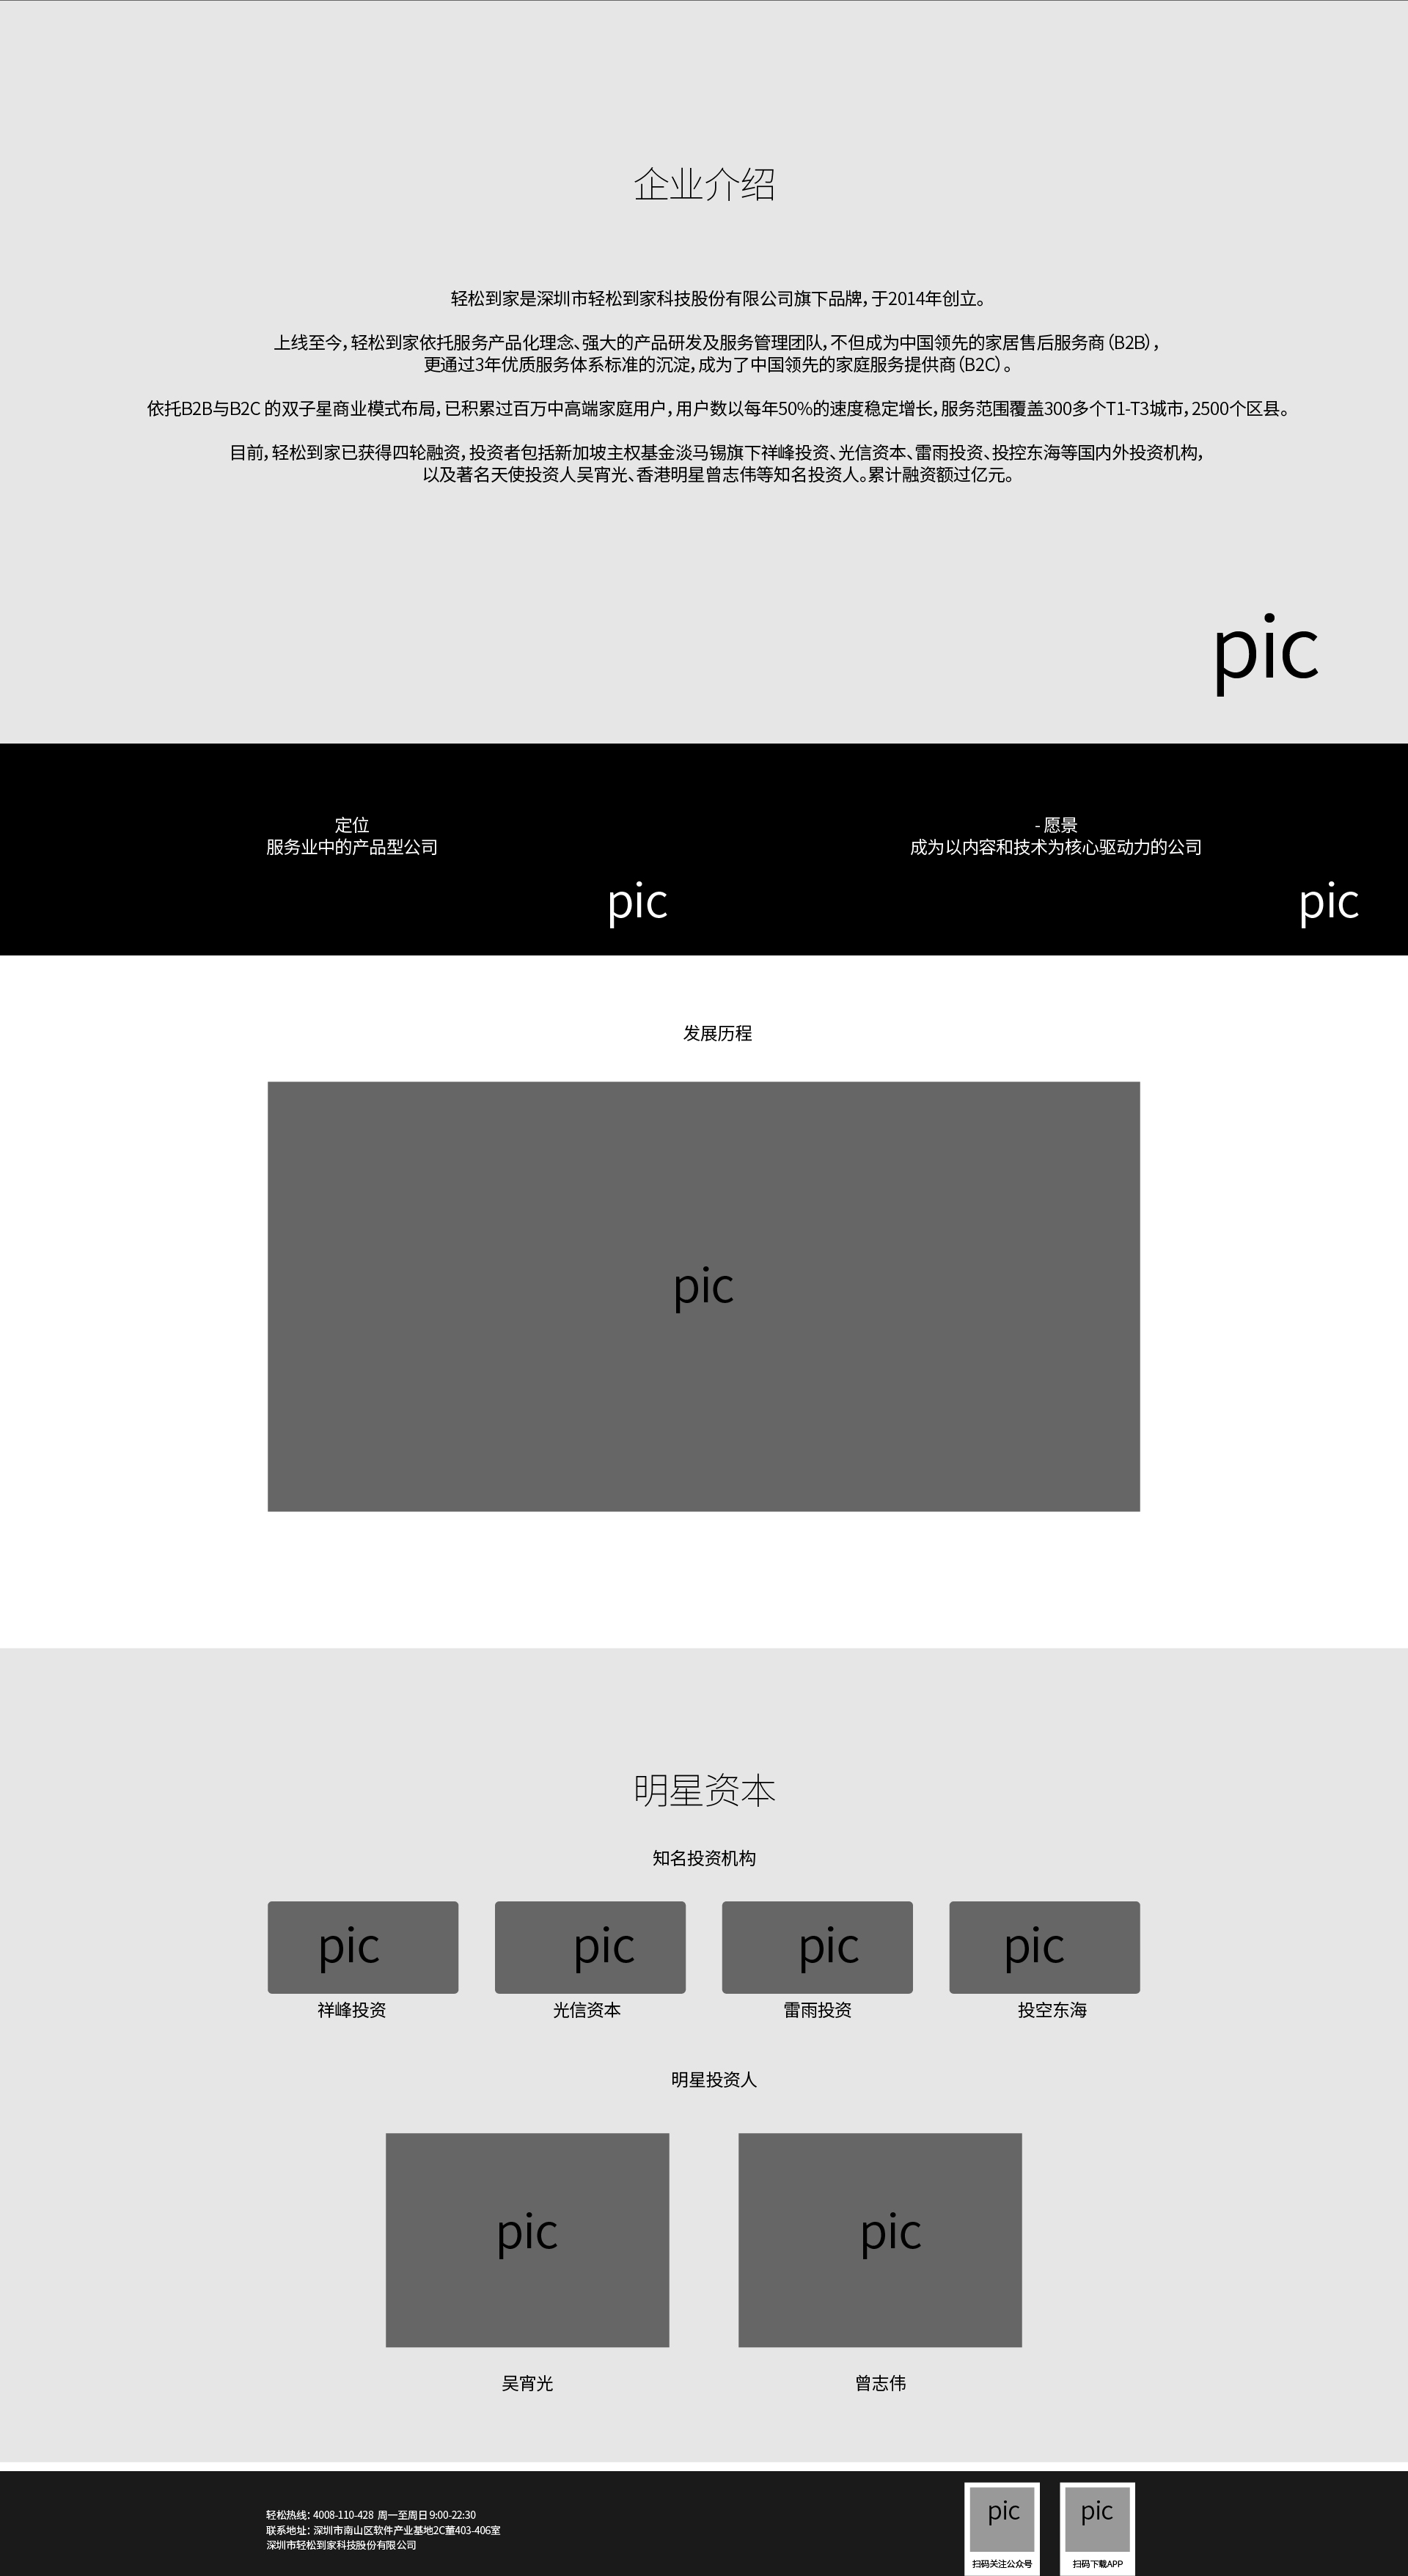 企业介绍
轻松到家是深圳市轻松到家科技股份有限公司旗下品牌，于2014年创立。
上线至今，轻松到家依托服务产品化理念、强大的产品研发及服务管理团队，不但成为中国领先的家居售后服务商（B2B），
更通过3年优质服务体系标准的沉淀，成为了中国领先的家庭服务提供商（B2C）。
依托B2B与B2C 的双子星商业模式布局，已积累过百万中高端家庭用户，用户数以每年50%的速度稳定增长，服务范围覆盖300多个T1-T3城市，2500个区县。
目前，轻松到家已获得四轮融资，投资者包括新加坡主权基金淡马锡旗下祥峰投资、光信资本、雷雨投资、投控东海等国内外投资机构，
以及著名天使投资人吴宵光、香港明星曾志伟等知名投资人。累计融资额过亿元。
pic
定位
服务业中的产品型公司
pic
- 愿景
成为以内容和技术为核心驱动力的公司
pic
发展历程
pic
明星资本
知名投资机构
pic
pic
pic
pic
祥峰投资
光信资本
雷雨投资
投空东海
明星投资人
pic
pic
吴宵光
曾志伟
轻松热线：4008-110-428 周一至周日 9:00-22:30
联系地址：深圳市南山区软件产业基地2C董403-406室
深圳市轻松到家科技股份有限公司
pic
扫码关注公众号
pic
扫码下载APP